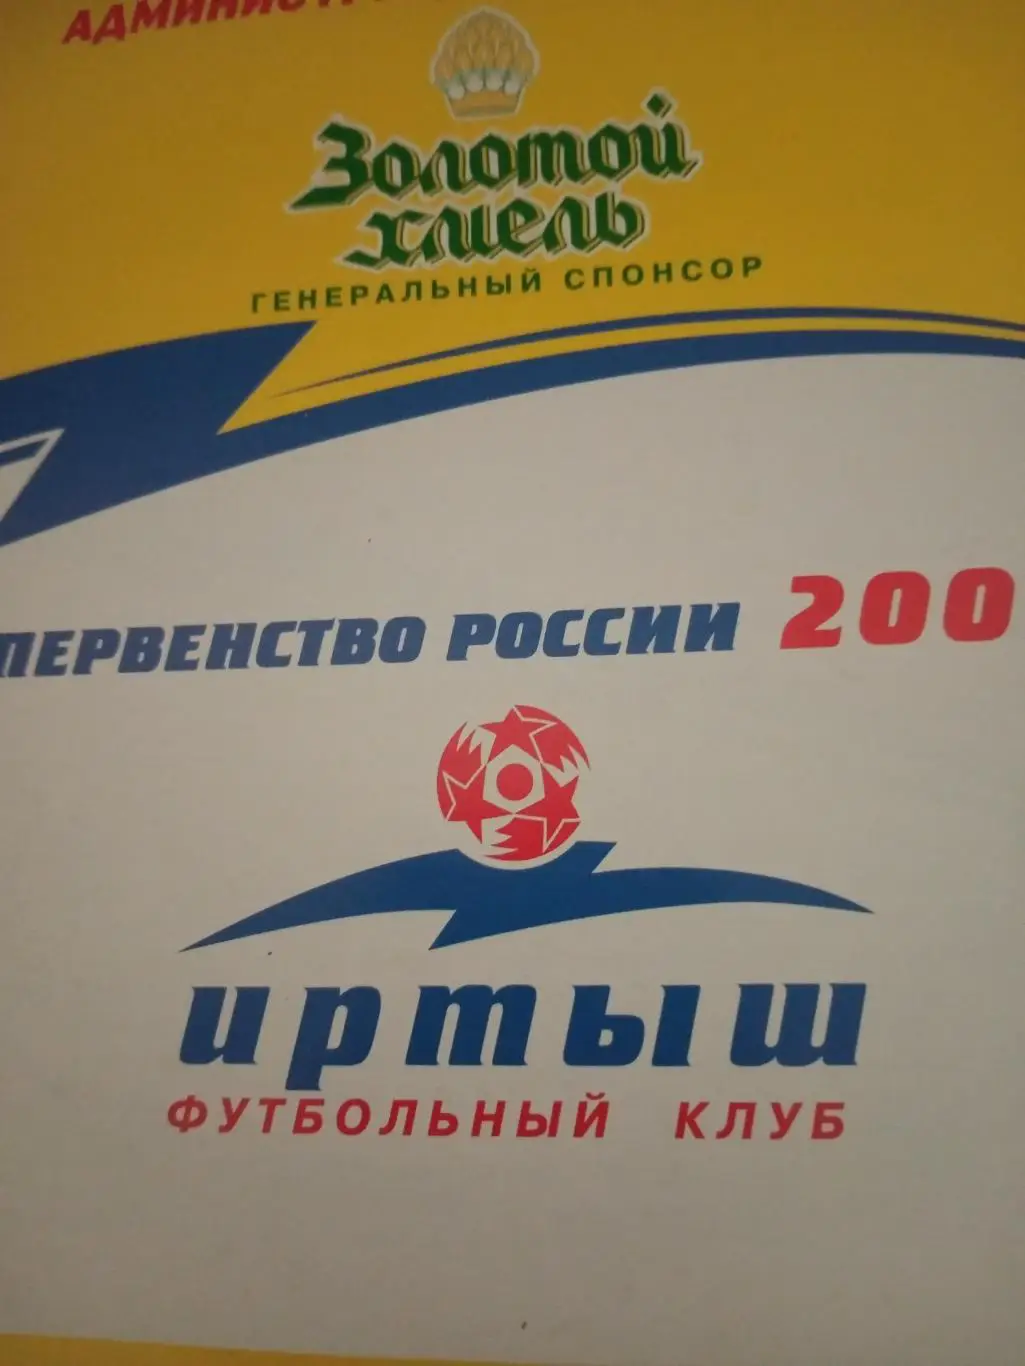 Золотой
хмель
ГЕНЕРАЛЬНЫЙ СПОНСОР
ПЕРВЕНСТВО РОССИИ 200
иртыш
ФУТБОЛЬНЫЙ КЛУБ